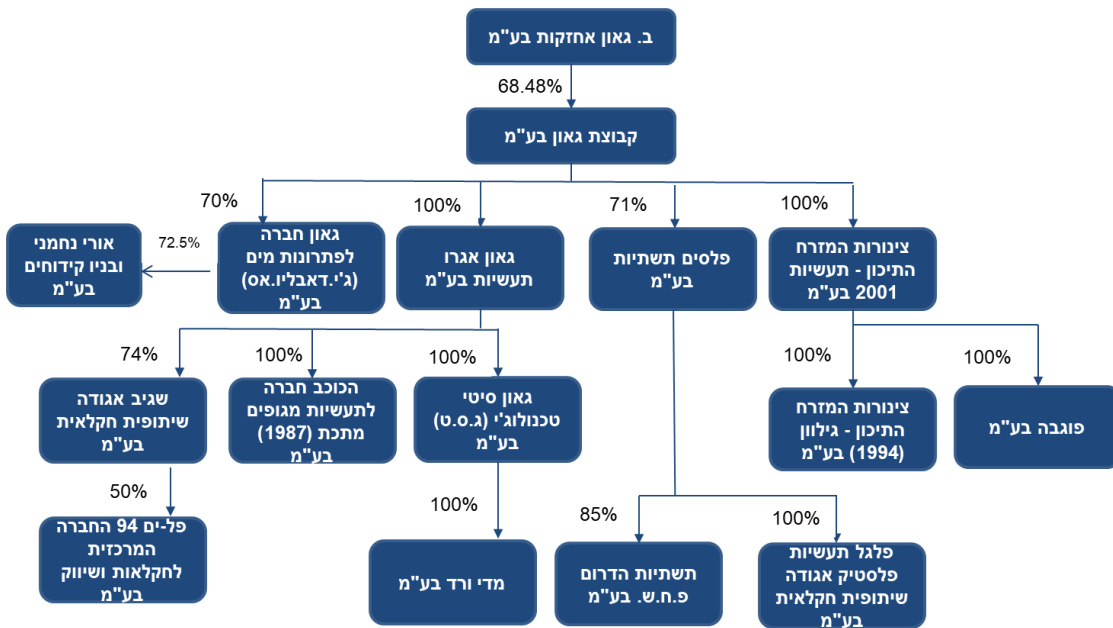 ב. גאון אחזקות בע"מ
68.48%
קבוצת גאון בע"מ
100%
71%
100%
70%
צינורות המזרח
התיכון - תעשיות
2001 בע"מ
פלסים תשתיות
בע"מ
גאון אגרו
תעשיות בע"מ
גאון חברה
לפתרונות מים
(ג'י.דאבליו.אס)
בע"מ
72.5%
אורי נחמני
ובניו קידוחים
בע"מ
100%
100%
100%
100%
74%
פוגבה בע"מ
צינורות המזרח
התיכון - גילוון
(1994) בע"מ
גאון סיטי
טכנולוג'י (ג.ס.ט)
בע"מ
הכוכב חברה
לתעשיות מגופים
מתכת (1987)
בע"מ
שגיב אגודה
שיתופית חקלאית
בע"מ
100%
85%
100%
50%
פלגל תעשיות
פלסטיק אגודה
שיתופית חקלאית
בע"מ
תשתיות הדרום
פ.ח.ש. בע"מ
מדי ורד בע"מ
פל-ים 94 החברה
המרכזית
לחקלאות ושיווק
בע"מ